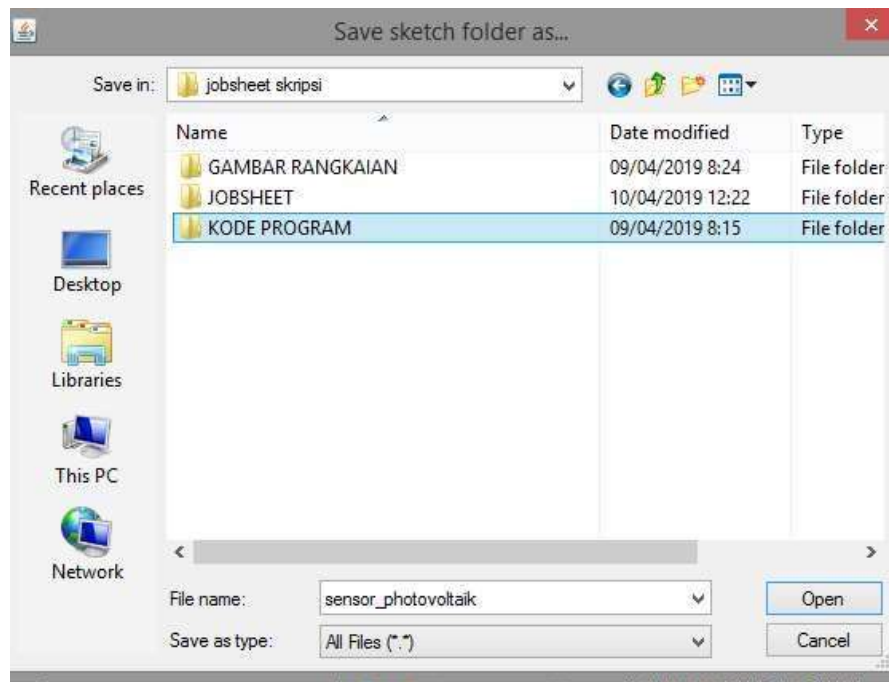 Save sketch folder as...
Save in: jobsheet skripsi
Name Date modified Type
GAMBAR RANGKAIAN 09/04/2019 8:24 File folder
JOBSHEET 10/04/2019 12:22 File folder
KODE PROGRAM 09/04/2019 8:15 File folder
Recent places
Desktop
Libraries
This PC
Network
File name: sensor_photovoltaik Open
Save as type: All Files (*.*) Cancel